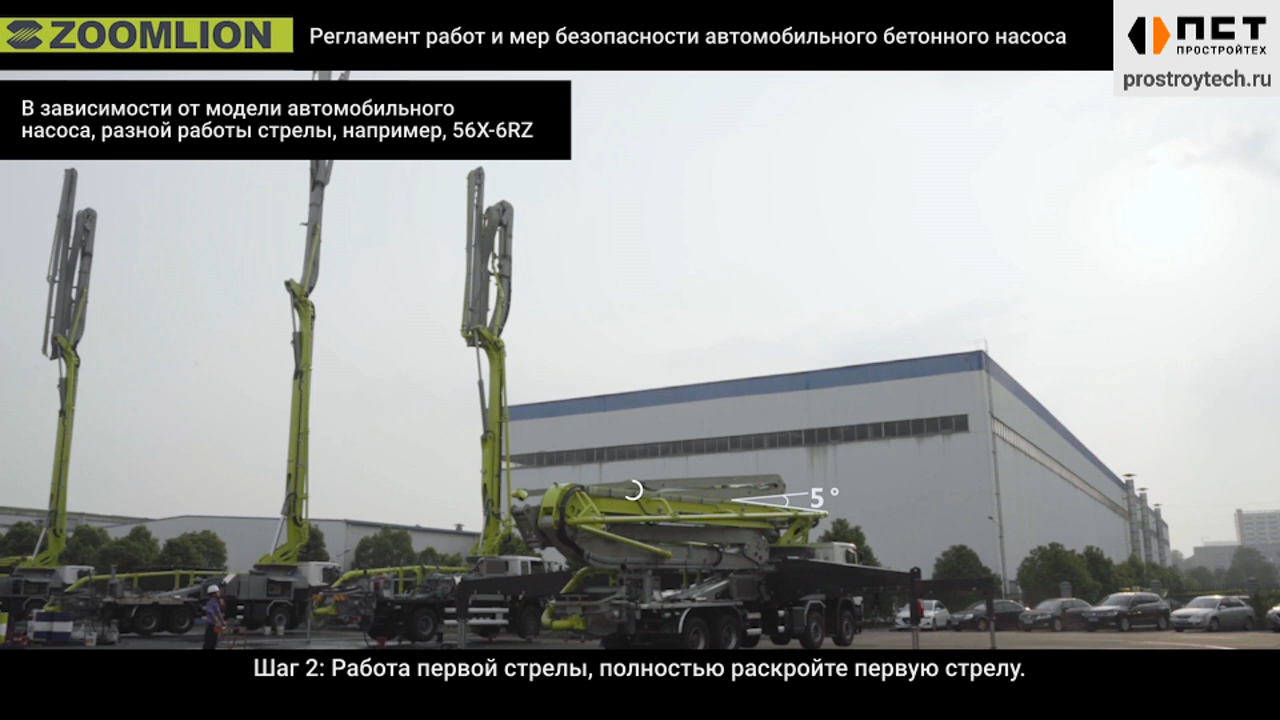 ZOOMLION
Регламент работ и мер безопасности автомобильного бетонного насоса
ПСТ
ПРОСТРОЙТЕХ
prostroytech.ru
В зависимости от модели автомобильного
насоса, разной работы стрелы, например, 56X-6RZ
5°
Шаг 2: Работа первой стрелы, полностью раскройте первую стрелу.